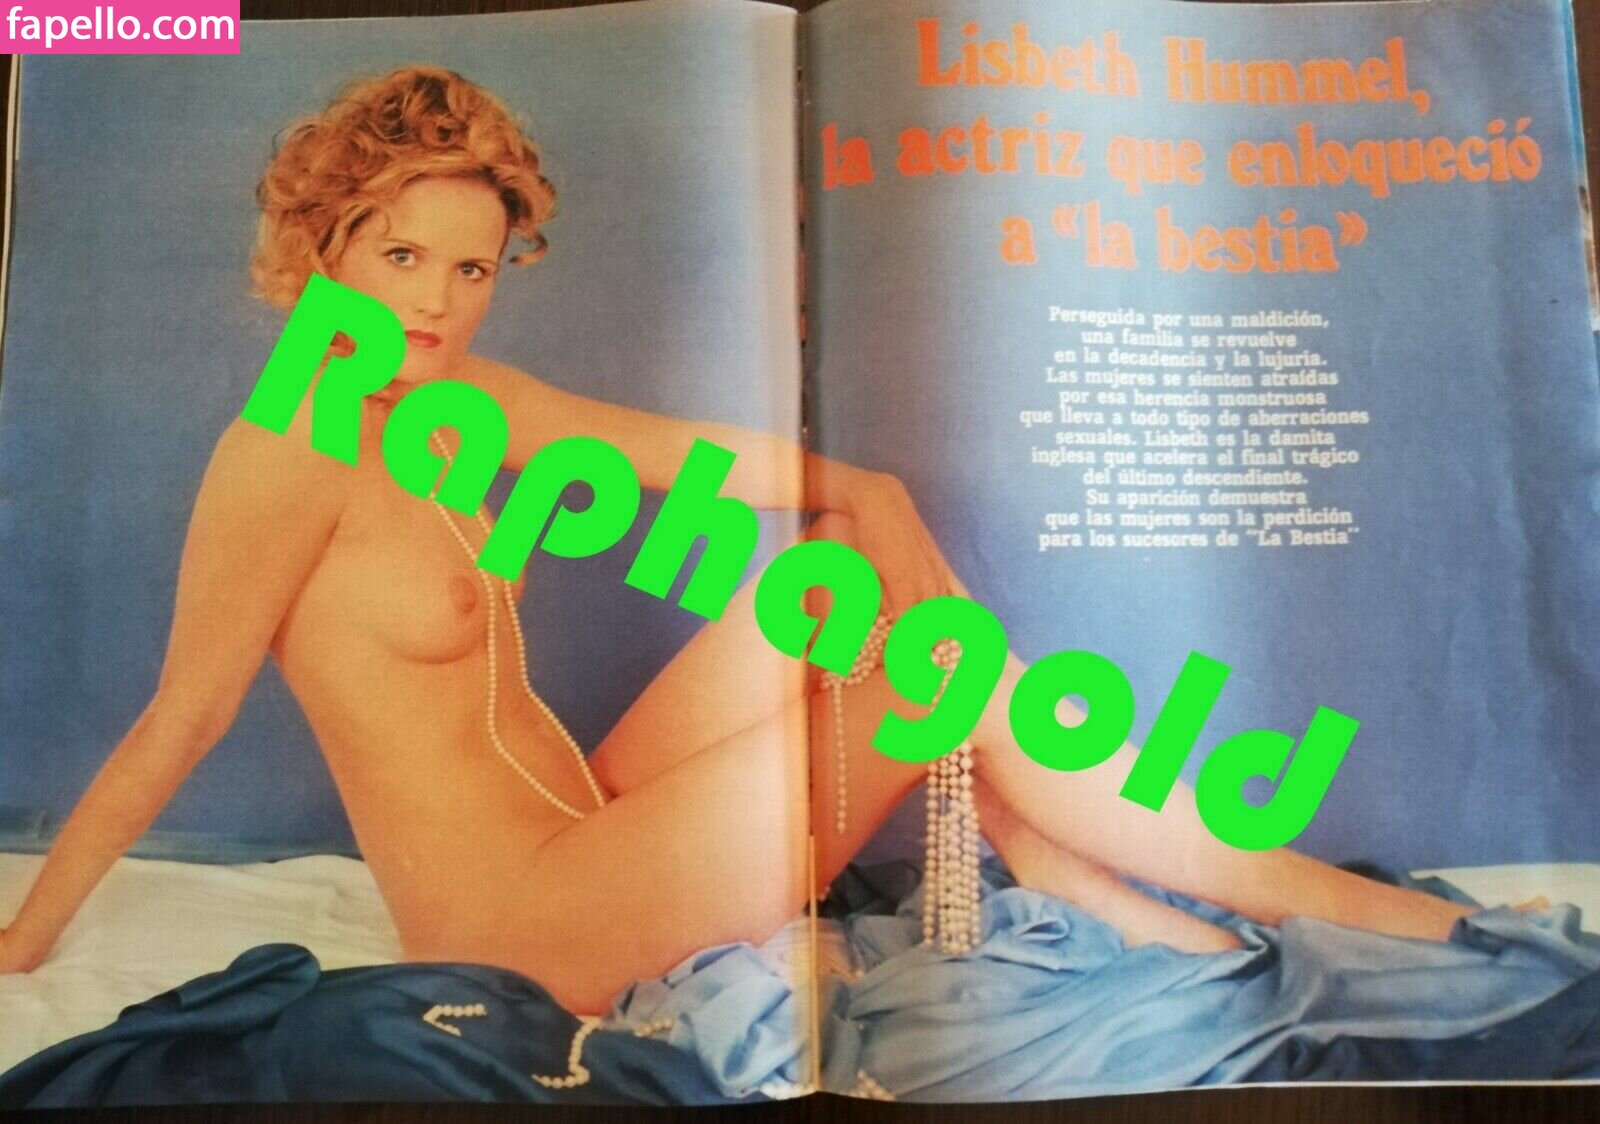 fapello.com
Lisbeth Hummel,
la actriz que enloqueció
a «la bestia»
Perseguida por una maldición,
una familia se revuelve
en la decadencia y la lujuria.
Las mujeres se sienten atraídas
por esa herencia monstruosa
que lleva a todo tipo de aberraciones
sexuales. Lisbeth es la damita
inglesa que acelera el final trágico
del último descendiente.
Su aparición demuestra
que las mujeres son la perdición
para los sucesores de "La Bestia"
Raphagold